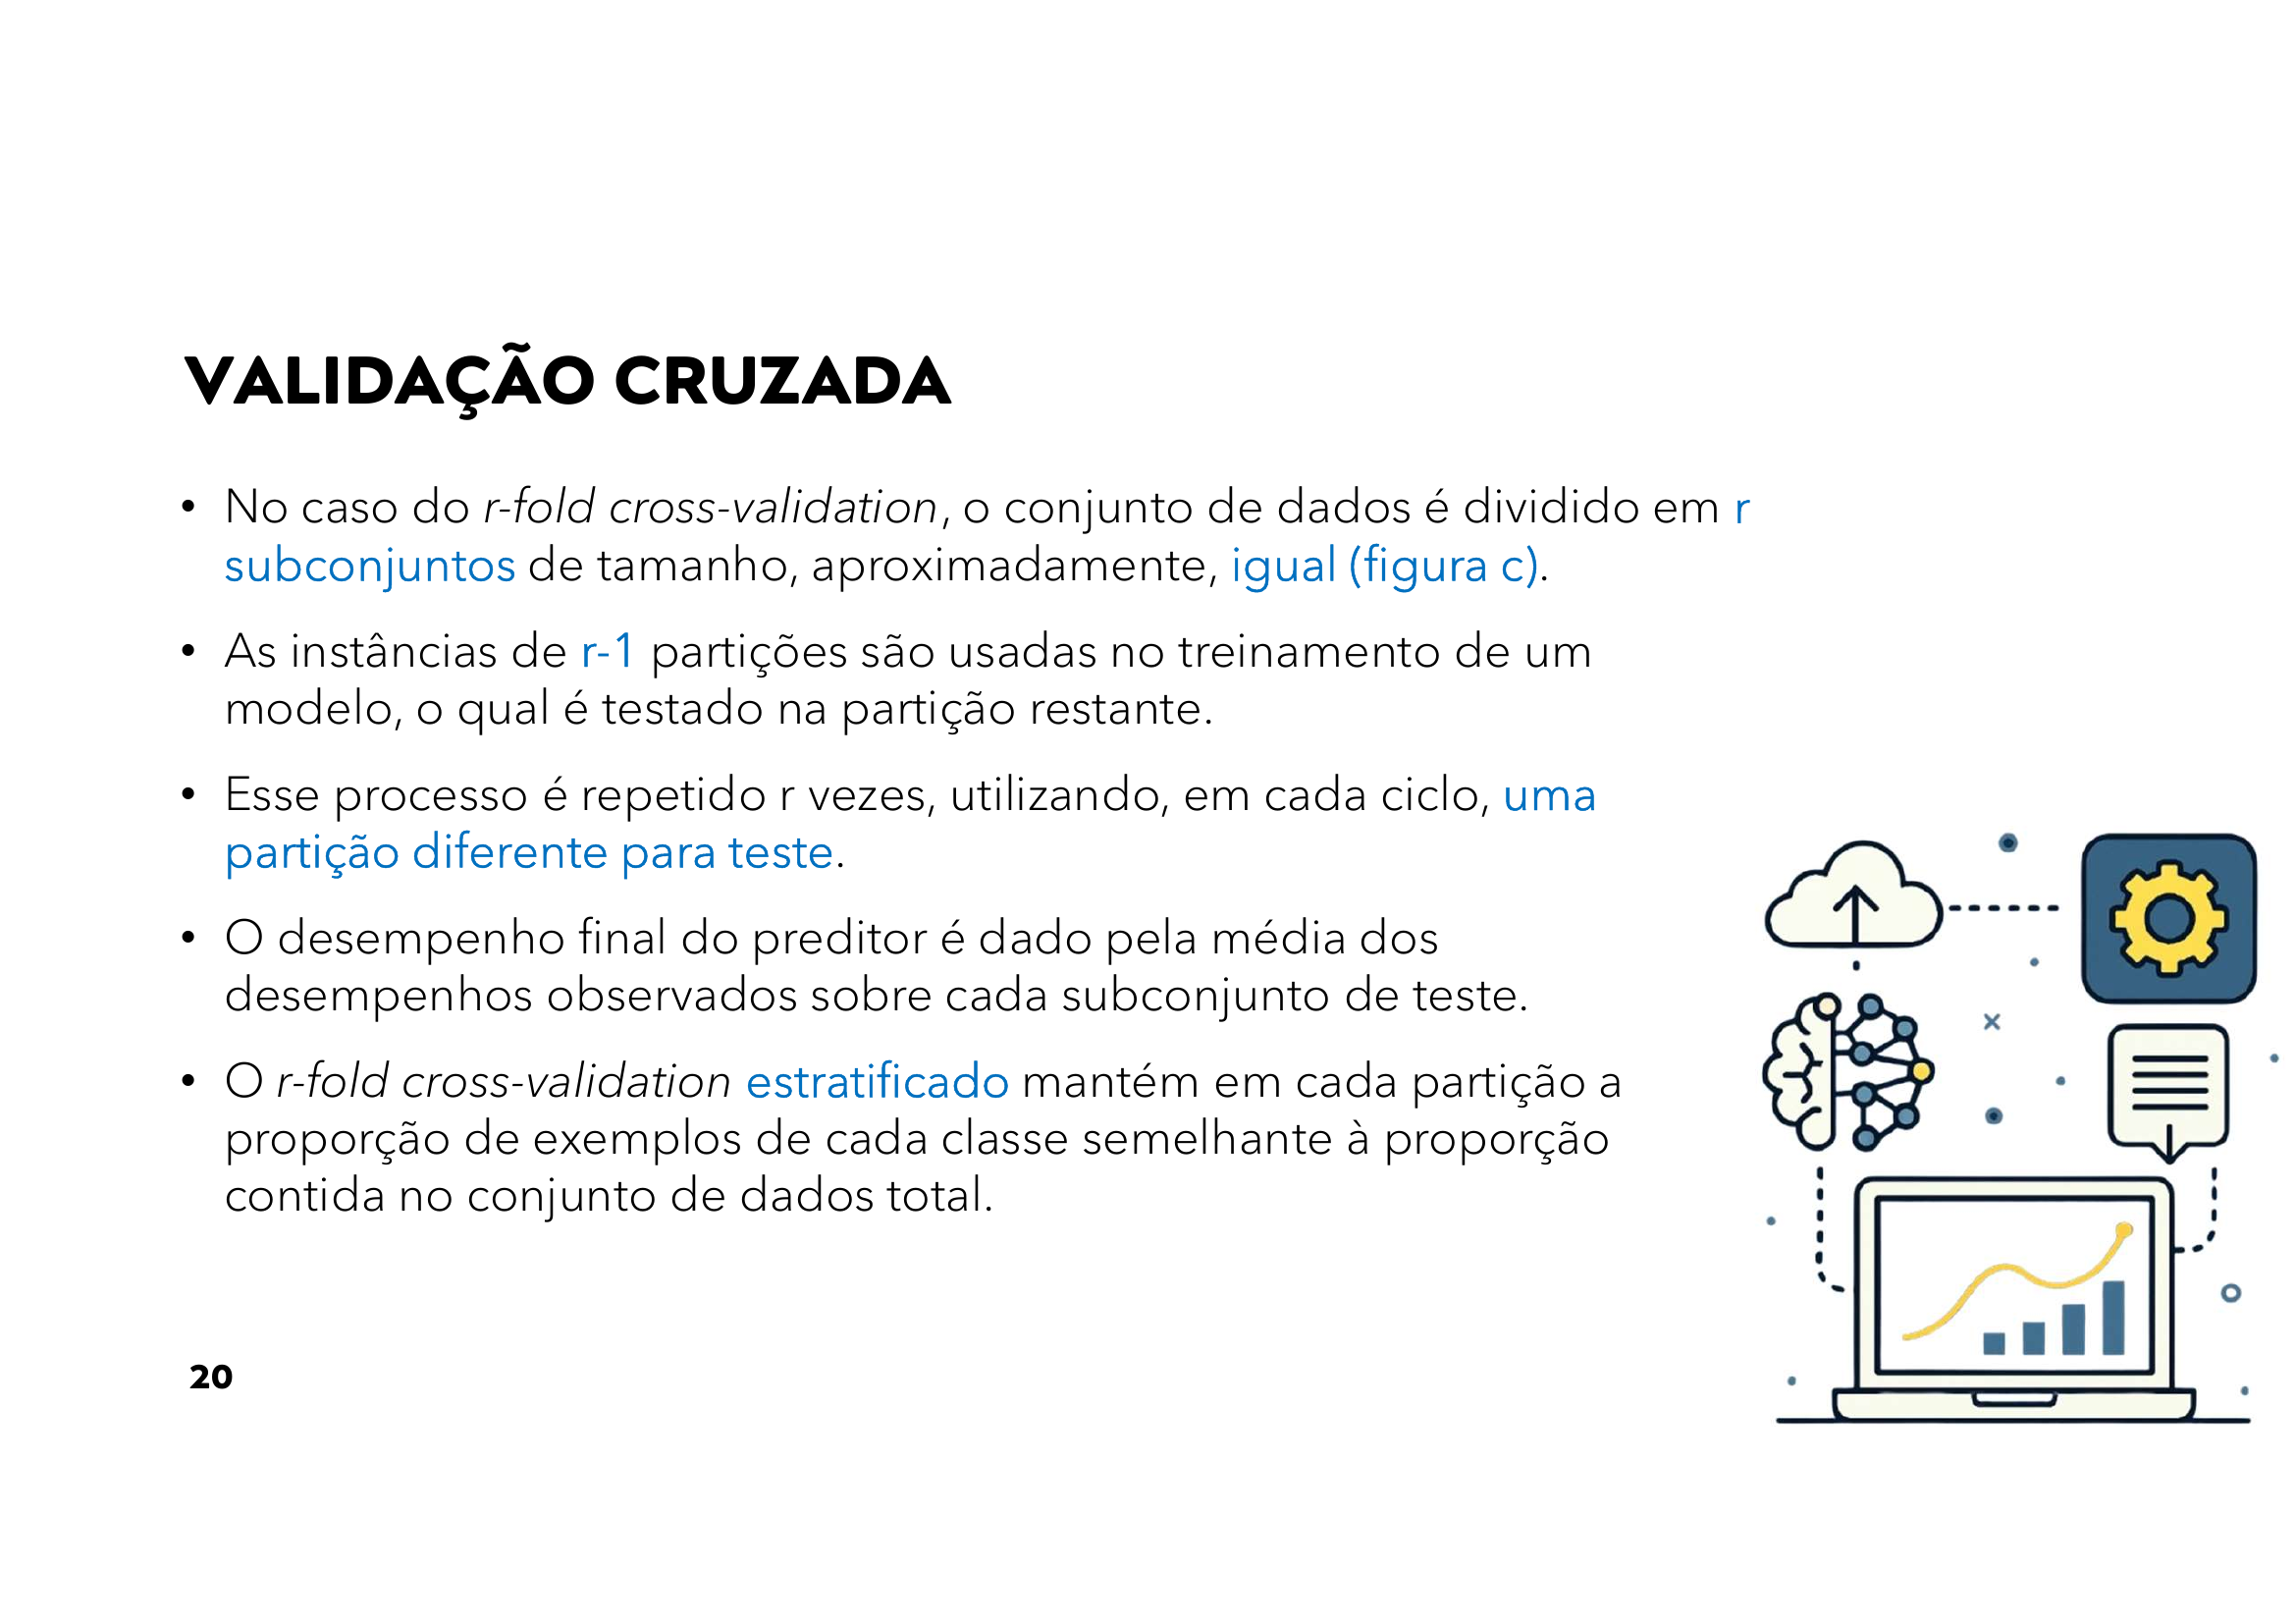 VALIDAÇÃO CRUZADA
• No caso do r-fold cross-validation, o conjunto de dados é dividido em r
subconjuntos de tamanho, aproximadamente, igual (figura c).
• As instâncias de r-1 partições são usadas no treinamento de um
modelo, o qual é testado na partição restante.
• Esse processo é repetido r vezes, utilizando, em cada ciclo, uma
partição diferente para teste.
• O desempenho final do preditor é dado pela média dos
desempenhos observados sobre cada subconjunto de teste.
• O r-fold cross-validation estratificado mantém em cada partição a
proporção de exemplos de cada classe semelhante à proporção
contida no conjunto de dados total.
20